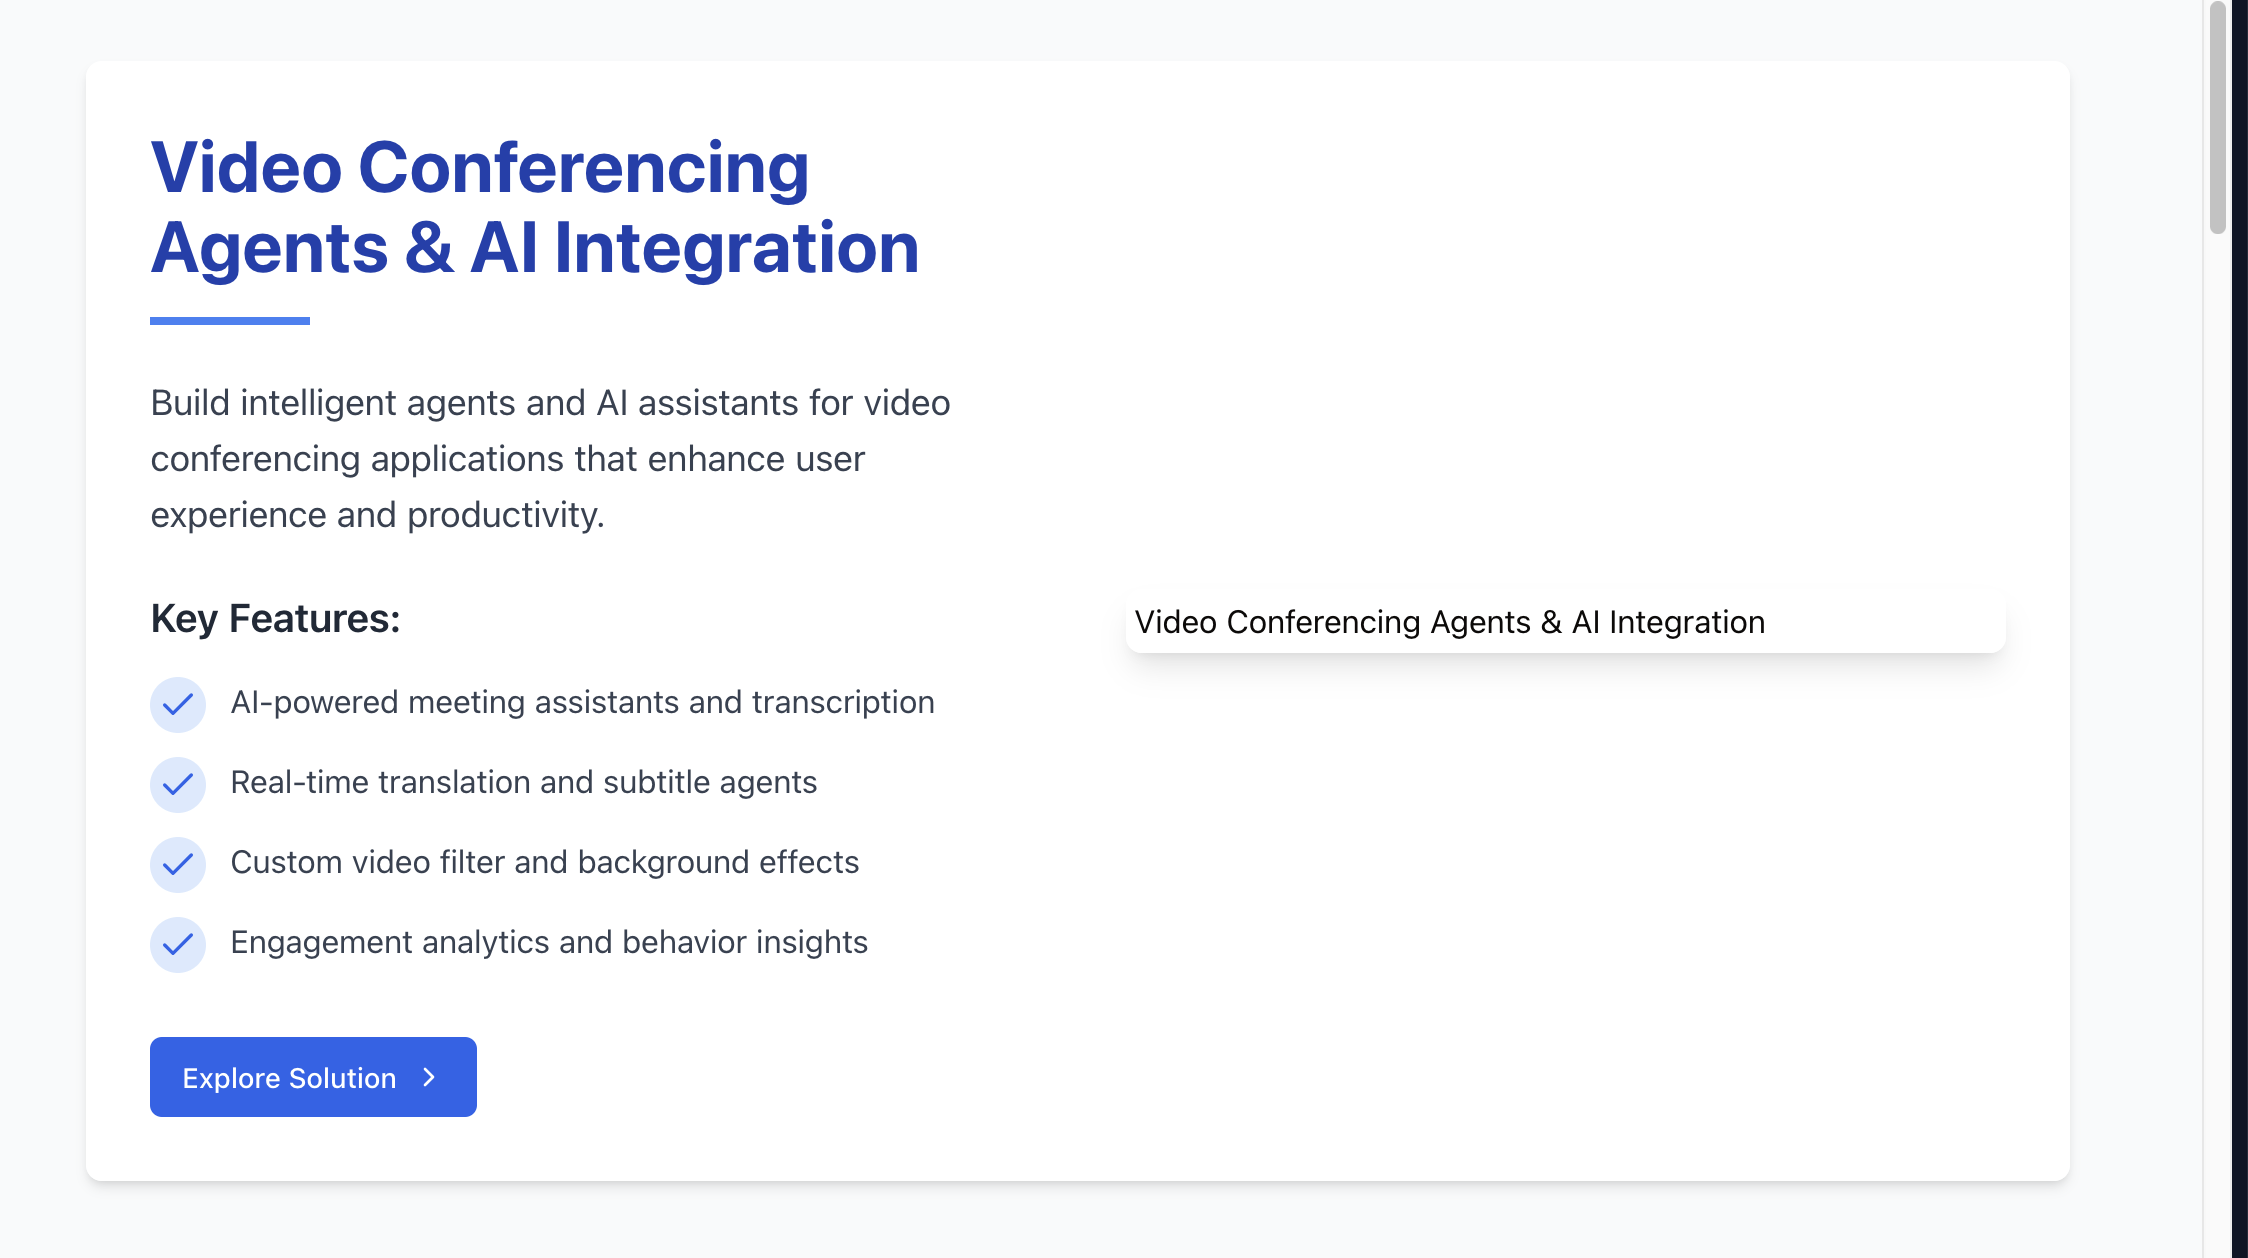 Video Conferencing
Agents & AI Integration
Build intelligent agents and AI assistants for video
conferencing applications that enhance user
experience and productivity.
Key Features:
AI-powered meeting assistants and transcription
Real-time translation and subtitle agents
Custom video filter and background effects
Engagement analytics and behavior insights
Explore Solution
Video Conferencing Agents & AI Integration